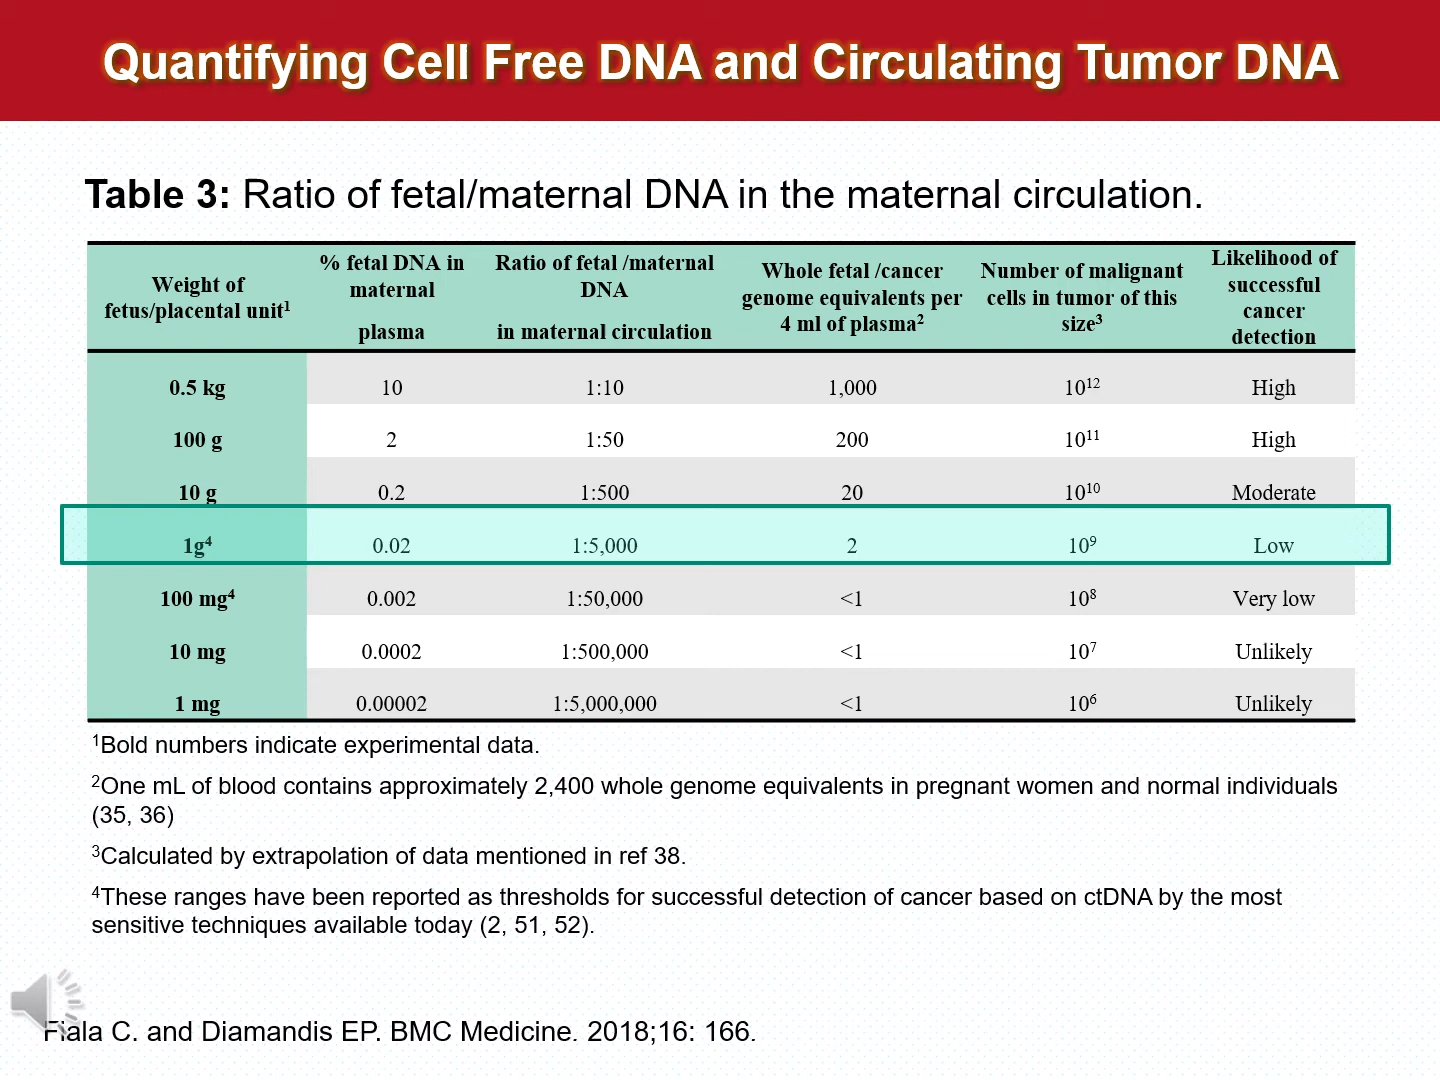 Quantifying Cell Free DNA and Circulating Tumor DNA
Table 3: Ratio of fetal/maternal DNA in the maternal circulation.
Weight of fetus/placental unit¹ | % fetal DNA in maternal plasma | Ratio of fetal /maternal DNA in maternal circulation | Whole fetal /cancer genome equivalents per 4 ml of plasma² | Number of malignant cells in tumor of this size³ | Likelihood of successful cancer detection
0.5 kg | 10 | 1:10 | 1,000 | 10¹² | High
100 g | 2 | 1:50 | 200 | 10¹¹ | High
10 g | 0.2 | 1:500 | 20 | 10¹⁰ | Moderate
1g⁴ | 0.02 | 1:5,000 | 2 | 10⁹ | Low
100 mg⁴ | 0.002 | 1:50,000 | <1 | 10⁸ | Very low
10 mg | 0.0002 | 1:500,000 | <1 | 10⁷ | Unlikely
1 mg | 0.00002 | 1:5,000,000 | <1 | 10⁶ | Unlikely
¹Bold numbers indicate experimental data.
²One mL of blood contains approximately 2,400 whole genome equivalents in pregnant women and normal individuals
(35, 36)
³Calculated by extrapolation of data mentioned in ref 38.
⁴These ranges have been reported as thresholds for successful detection of cancer based on ctDNA by the most
sensitive techniques available today (2, 51, 52).
Fiala C. and Diamandis EP. BMC Medicine. 2018;16: 166.